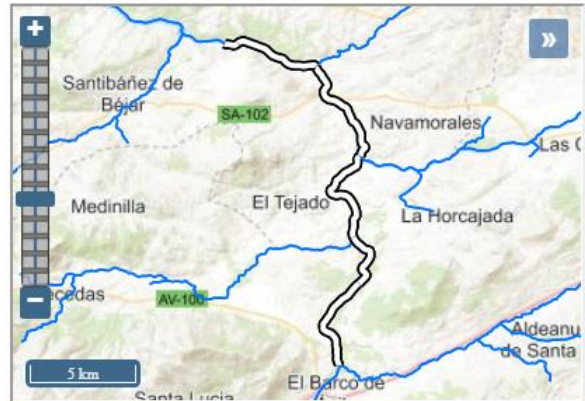 +
»
Santibáñez de
Béjar
SA-102
Navamorales
Las
Medinilla
El Tejado
La Horcajada
AV-100
Aldeanu
de Santa
5 km
El Barco de
Santa Lucía